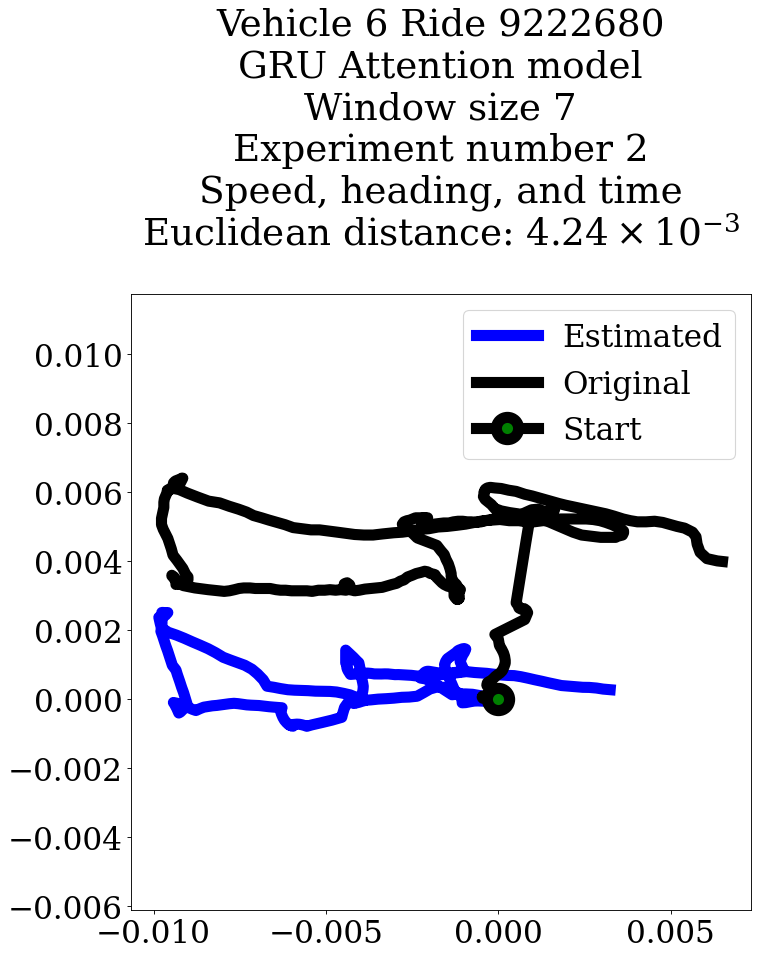 Vehicle 6 Ride 9222680
GRU Attention model
Window size 7
Experiment number 2
Speed, heading, and time
Euclidean distance: 4.24 × 10⁻³
Estimated
Original
Start
0.010
0.008
0.006
0.004
0.002
0.000
−0.002
−0.004
−0.006
−0.010 −0.005 0.000 0.005